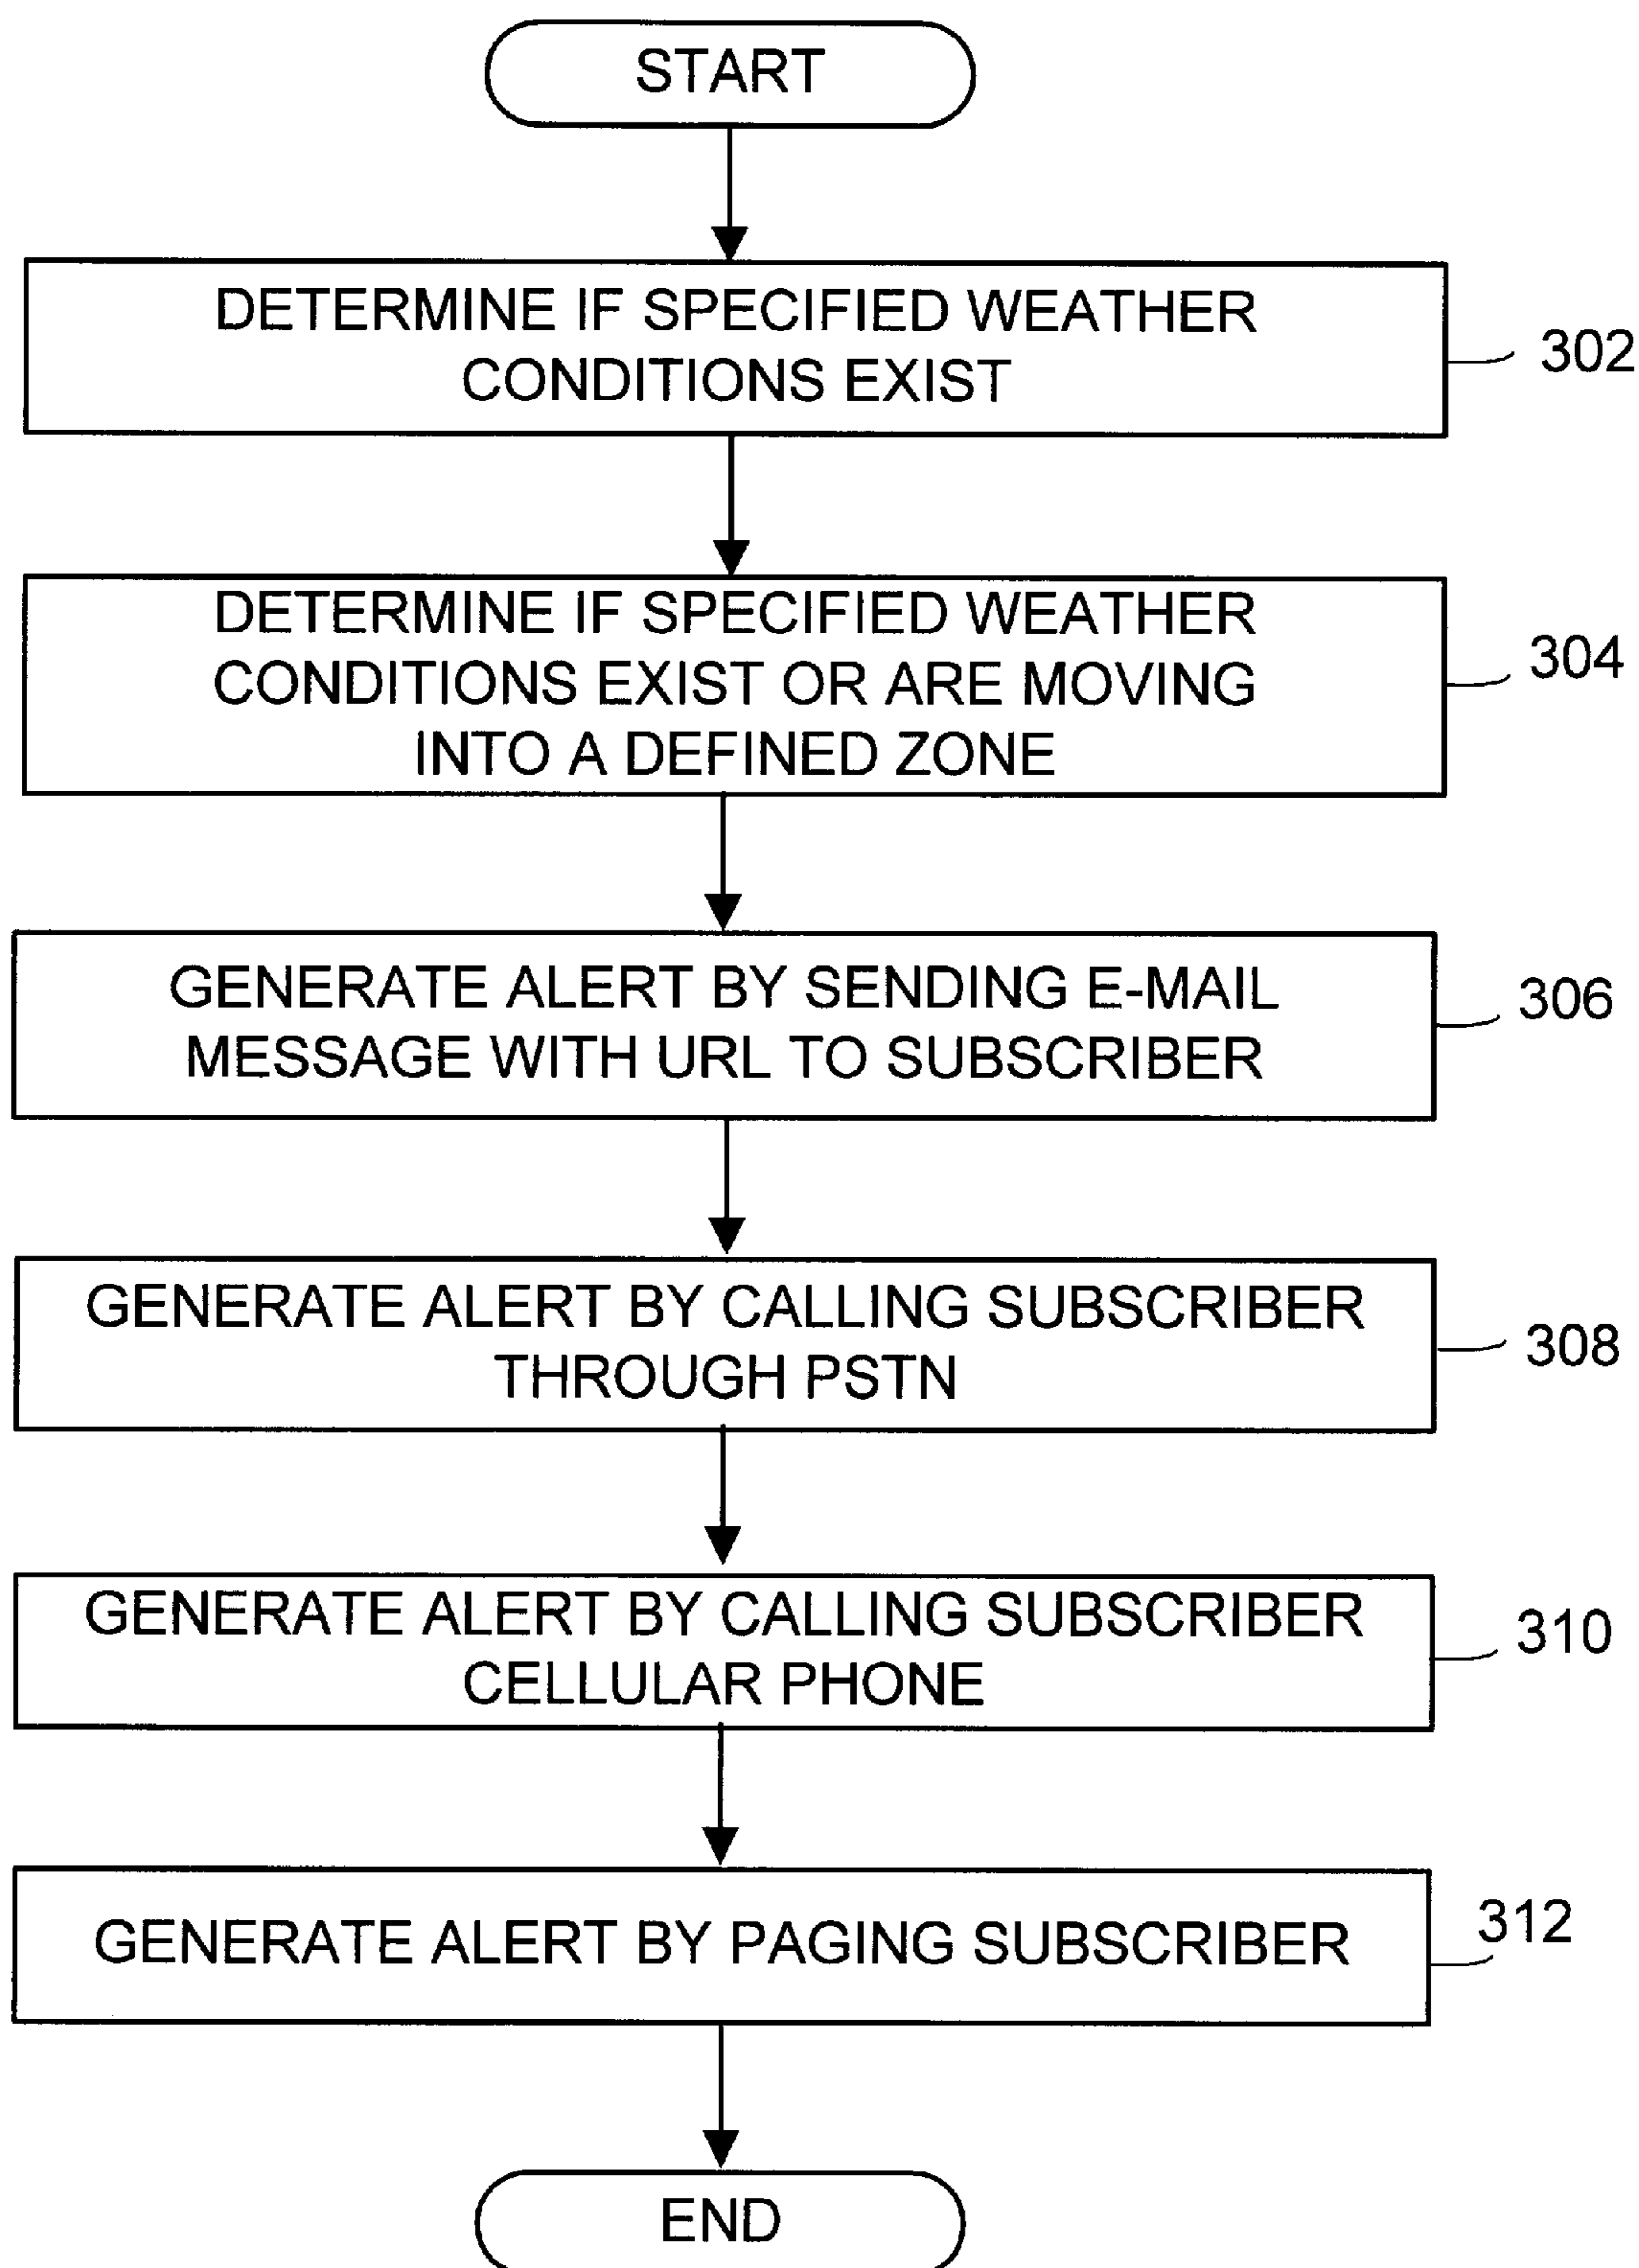 START
DETERMINE IF SPECIFIED WEATHER
CONDITIONS EXIST
302
DETERMINE IF SPECIFIED WEATHER
CONDITIONS EXIST OR ARE MOVING
INTO A DEFINED ZONE
304
GENERATE ALERT BY SENDING E-MAIL
MESSAGE WITH URL TO SUBSCRIBER
306
GENERATE ALERT BY CALLING SUBSCRIBER
THROUGH PSTN
308
GENERATE ALERT BY CALLING SUBSCRIBER
CELLULAR PHONE
310
GENERATE ALERT BY PAGING SUBSCRIBER
312
END